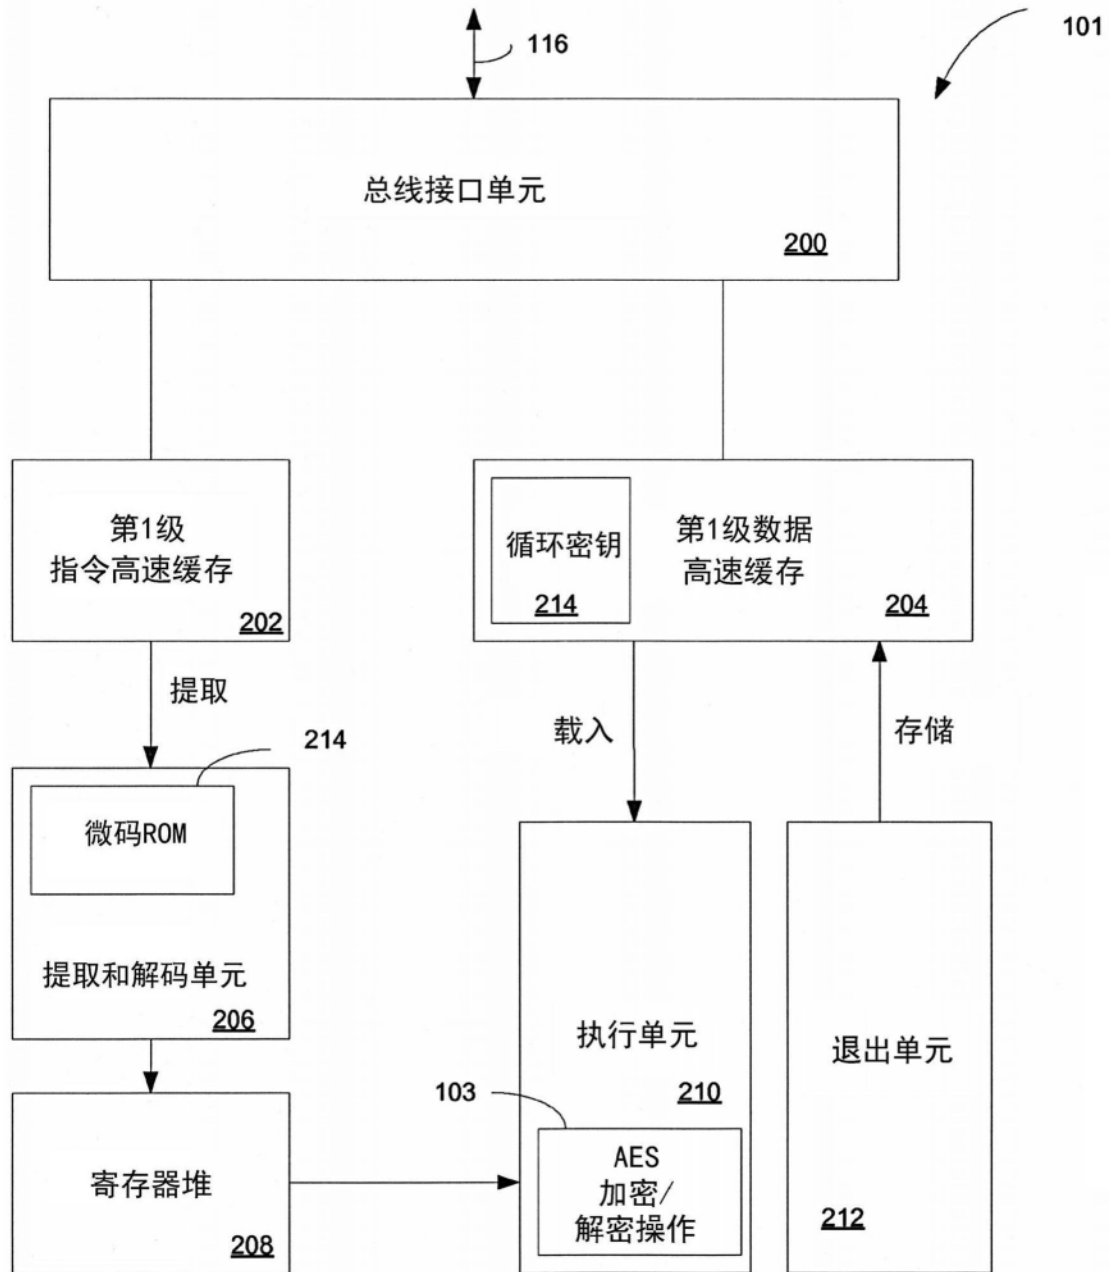 116
101
总线接口单元
200
第1级
指令高速缓存
202
循环密钥
214
第1级数据
高速缓存
204
提取
载入
存储
214
微码ROM
提取和解码单元
206
执行单元
210
退出单元
212
103
AES
加密/
解密操作
寄存器堆
208